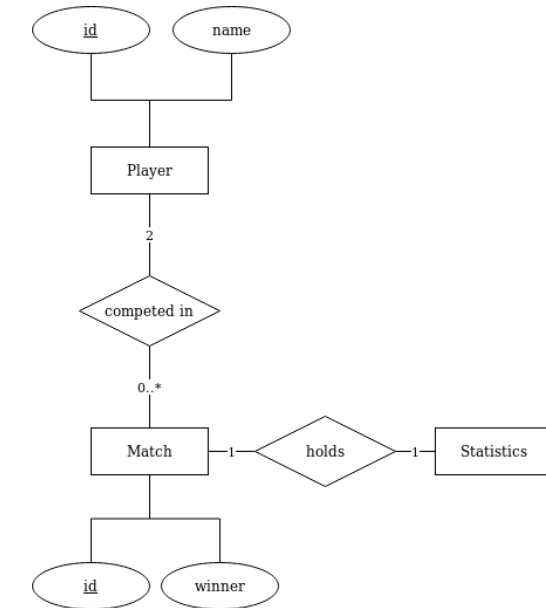 id
name
Player
2
competed in
0..*
Match
1
holds
1
Statistics
id
winner